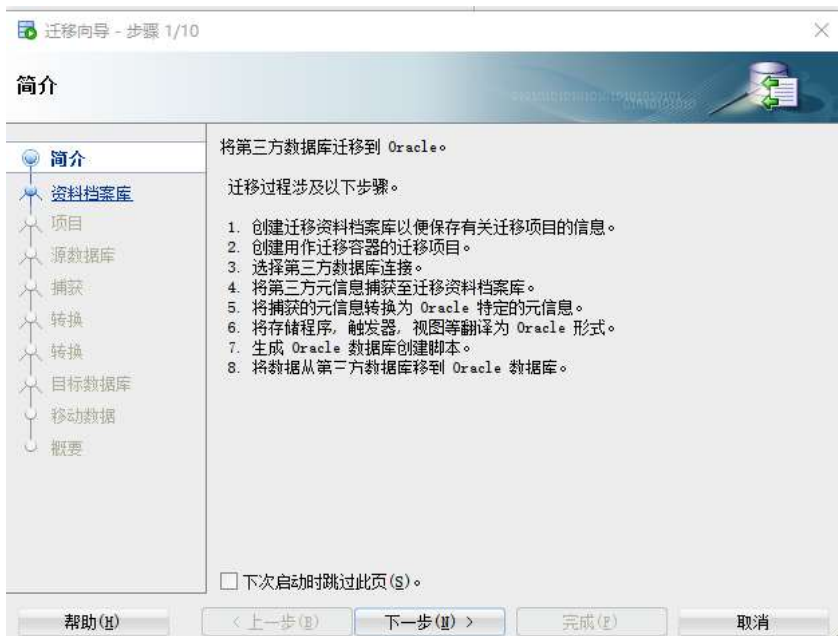 迁移向导 - 步骤 1/10
简介
简介
资料档案库
项目
源数据库
捕获
转换
转换
目标数据库
移动数据
概要
将第三方数据库迁移到 Oracle。
迁移过程涉及以下步骤。
1. 创建迁移资料档案库以便保存有关迁移项目的信息。
2. 创建用作迁移容器的迁移项目。
3. 选择第三方数据库连接。
4. 将第三方元信息捕获至迁移资料档案库。
5. 将捕获的元信息转换为 Oracle 特定的元信息。
6. 将存储程序, 触发器, 视图等翻译为 Oracle 形式。
7. 生成 Oracle 数据库创建脚本。
8. 将数据从第三方数据库移到 Oracle 数据库。
下次启动时跳过此页(S)。
帮助(H)
< 上一步(B)
下一步(N) >
完成(F)
取消